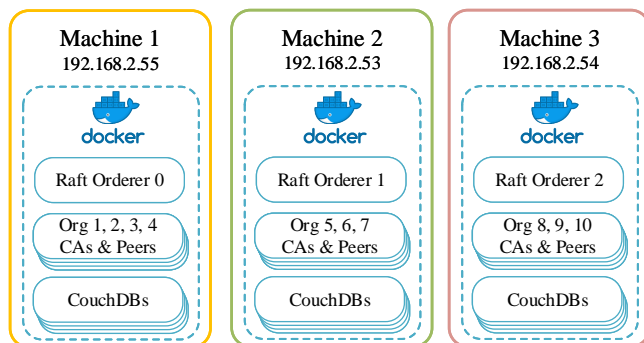 Machine 1
192.168.2.55
docker
Raft Orderer 0
Org 1, 2, 3, 4
CAs & Peers
CouchDBs
Machine 2
192.168.2.53
docker
Raft Orderer 1
Org 5, 6, 7
CAs & Peers
CouchDBs
Machine 3
192.168.2.54
docker
Raft Orderer 2
Org 8, 9, 10
CAs & Peers
CouchDBs